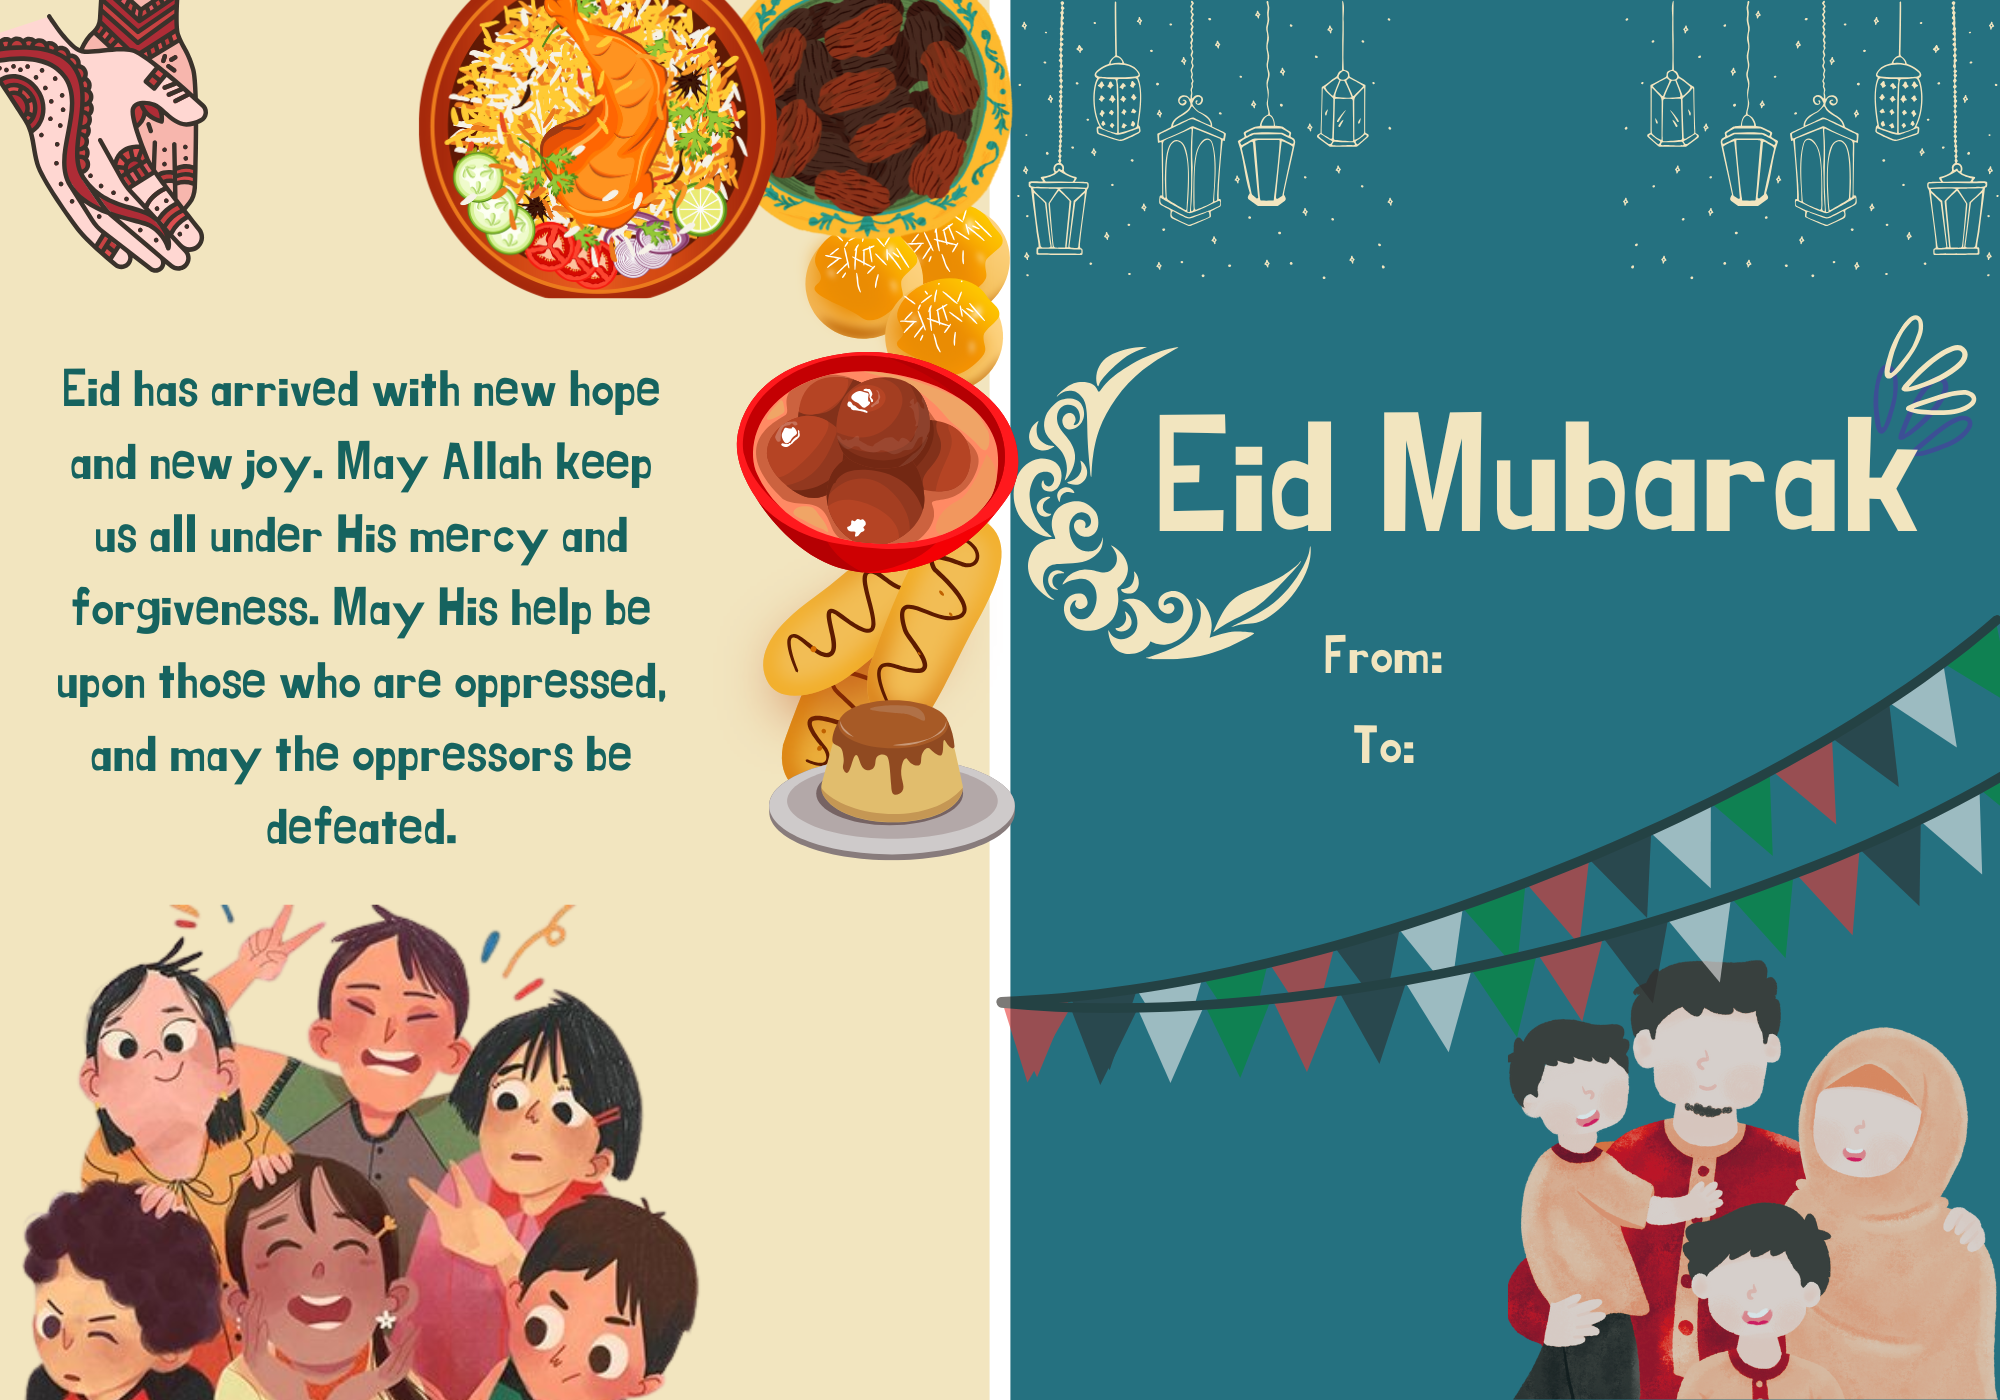 Eid has arrived with new hope
and new joy. May Allah keep
us all under His mercy and
forgiveness. May His help be
upon those who are oppressed,
and may the oppressors be
defeated.
Eid Mubarak
From:
To: